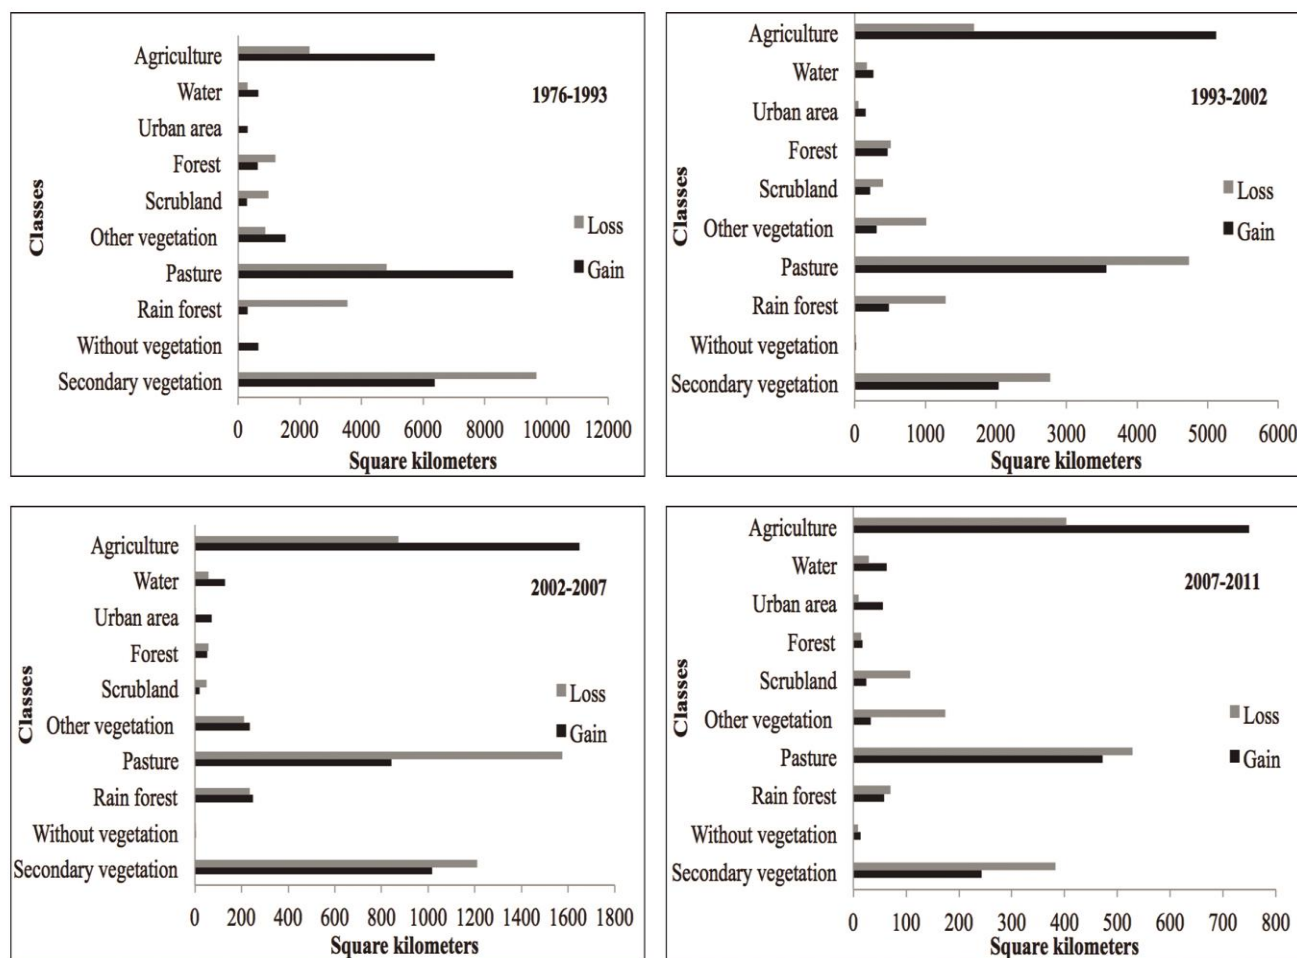 Agriculture
Water
1976-1993
Urban area
Forest
Scrubland
Loss
Other vegetation
Pasture
Gain
Rain forest
Without vegetation
Secondary vegetation
Classes
0 2000 4000 6000 8000 10000 12000
Square kilometers
Agriculture
Water
1993-2002
Urban area
Forest
Scrubland
Loss
Other vegetation
Gain
Pasture
Rain forest
Without vegetation
Secondary vegetation
Classes
0 1000 2000 3000 4000 5000 6000
Square kilometers
Agriculture
Water
2002-2007
Urban area
Forest
Scrubland
Loss
Other vegetation
Gain
Pasture
Rain forest
Without vegetation
Secondary vegetation
Classes
0 200 400 600 800 1000 1200 1400 1600 1800
Square kilometers
Agriculture
Water
2007-2011
Urban area
Forest
Scrubland
Loss
Other vegetation
Pasture
Gain
Rain forest
Without vegetation
Secondary vegetation
Classes
0 100 200 300 400 500 600 700 800
Square kilometers